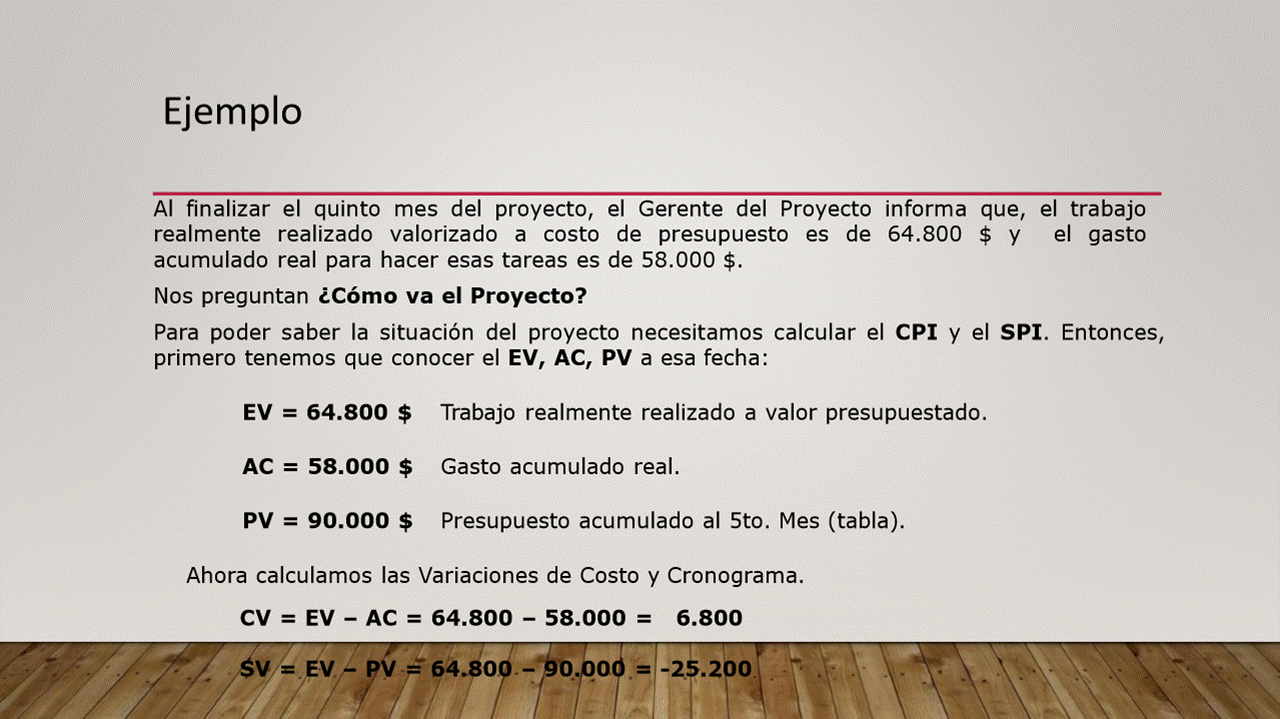 Ejemplo
Al finalizar el quinto mes del proyecto, el Gerente del Proyecto informa que, el trabajo
realmente realizado valorizado a costo de presupuesto es de 64.800 $ y el gasto
acumulado real para hacer esas tareas es de 58.000 $.
Nos preguntan ¿Cómo va el Proyecto?
Para poder saber la situación del proyecto necesitamos calcular el CPI y el SPI. Entonces,
primero tenemos que conocer el EV, AC, PV a esa fecha:
EV = 64.800 $ Trabajo realmente realizado a valor presupuestado.
AC = 58.000 $ Gasto acumulado real.
PV = 90.000 $ Presupuesto acumulado al 5to. Mes (tabla).
Ahora calculamos las Variaciones de Costo y Cronograma.
CV = EV – AC = 64.800 – 58.000 = 6.800
SV = EV – PV = 64.800 – 90.000 = -25.200